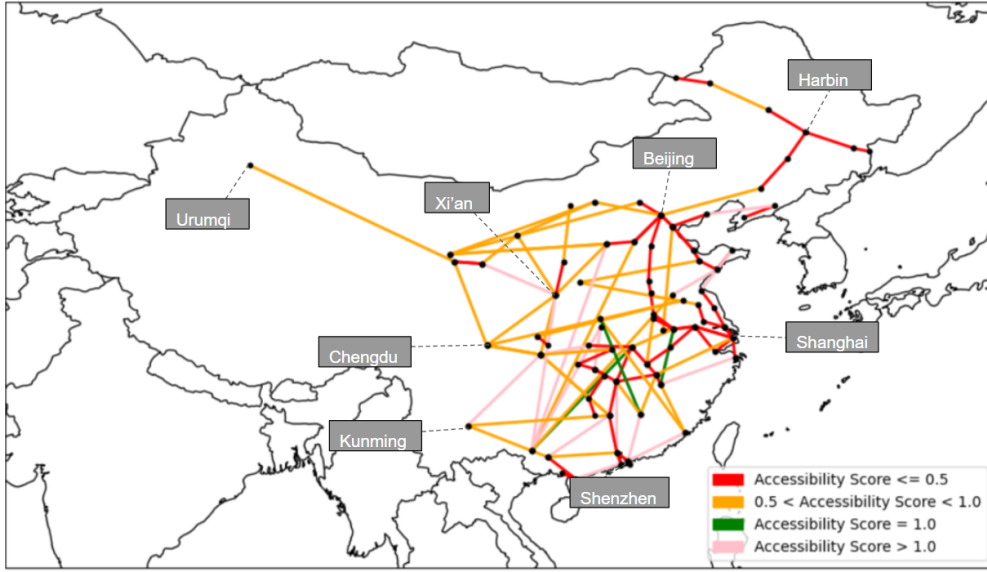 Harbin
Beijing
Xi'an
Urumqi
Chengdu
Shanghai
Kunming
Shenzhen
Accessibility Score <= 0.5
0.5 < Accessibility Score < 1.0
Accessibility Score = 1.0
Accessibility Score > 1.0